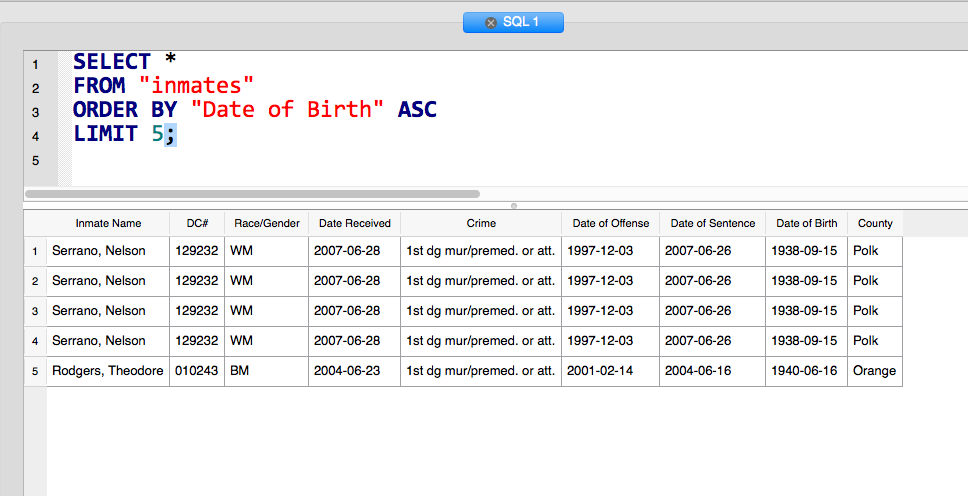 SQL 1
1 SELECT *
2 FROM "inmates"
3 ORDER BY "Date of Birth" ASC
4 LIMIT 5;
5
Inmate Name DC# Race/Gender Date Received Crime Date of Offense Date of Sentence Date of Birth County
1 Serrano, Nelson 129232 WM 2007-06-28 1st dg mur/premed. or att. 1997-12-03 2007-06-26 1938-09-15 Polk
2 Serrano, Nelson 129232 WM 2007-06-28 1st dg mur/premed. or att. 1997-12-03 2007-06-26 1938-09-15 Polk
3 Serrano, Nelson 129232 WM 2007-06-28 1st dg mur/premed. or att. 1997-12-03 2007-06-26 1938-09-15 Polk
4 Serrano, Nelson 129232 WM 2007-06-28 1st dg mur/premed. or att. 1997-12-03 2007-06-26 1938-09-15 Polk
5 Rodgers, Theodore 010243 BM 2004-06-23 1st dg mur/premed. or att. 2001-02-14 2004-06-16 1940-06-16 Orange